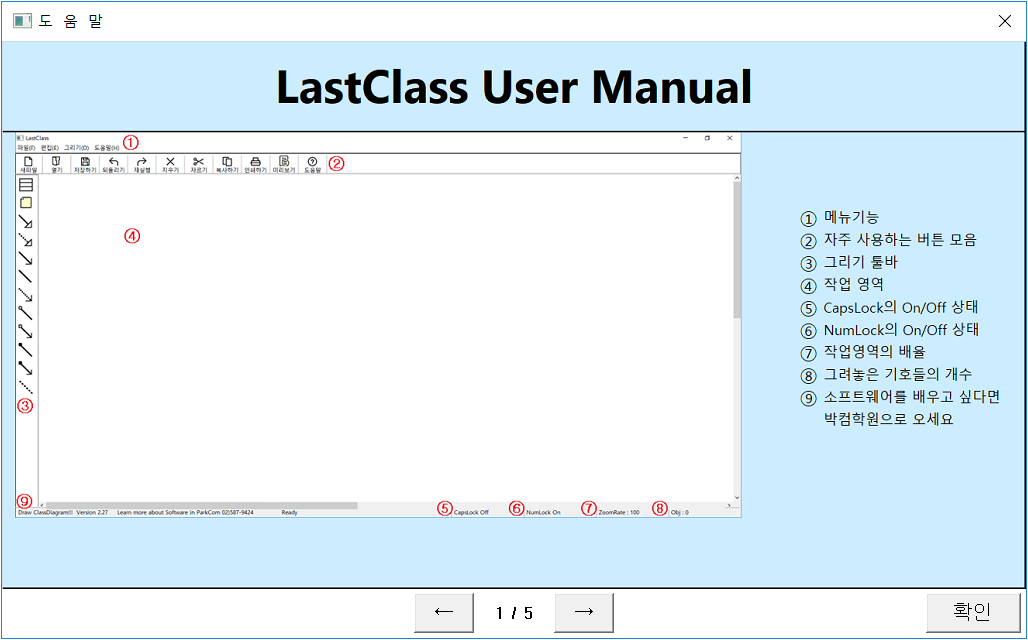 도 움 말
LastClass User Manual
LastClass
파일(F) 편집(E) 그리기(D) 도움말(H) ①
새파일 열기 저장하기 되돌리기 재실행 지우기 자르기 복사하기 인쇄하기 미리보기 도움말 ②
④
③
⑨
Draw ClassDiagram!!! Version 2.27 Learn more about Software in ParkCom 02)587-9424 Ready ⑤ CapsLock Off ⑥ NumLock On ⑦ ZoomRate : 100 ⑧ Obj : 0
① 메뉴기능
② 자주 사용하는 버튼 모음
③ 그리기 툴바
④ 작업 영역
⑤ CapsLock의 On/Off 상태
⑥ NumLock의 On/Off 상태
⑦ 작업영역의 배율
⑧ 그려놓은 기호들의 개수
⑨ 소프트웨어를 배우고 싶다면
박컴학원으로 오세요
← 1 / 5 → 확인